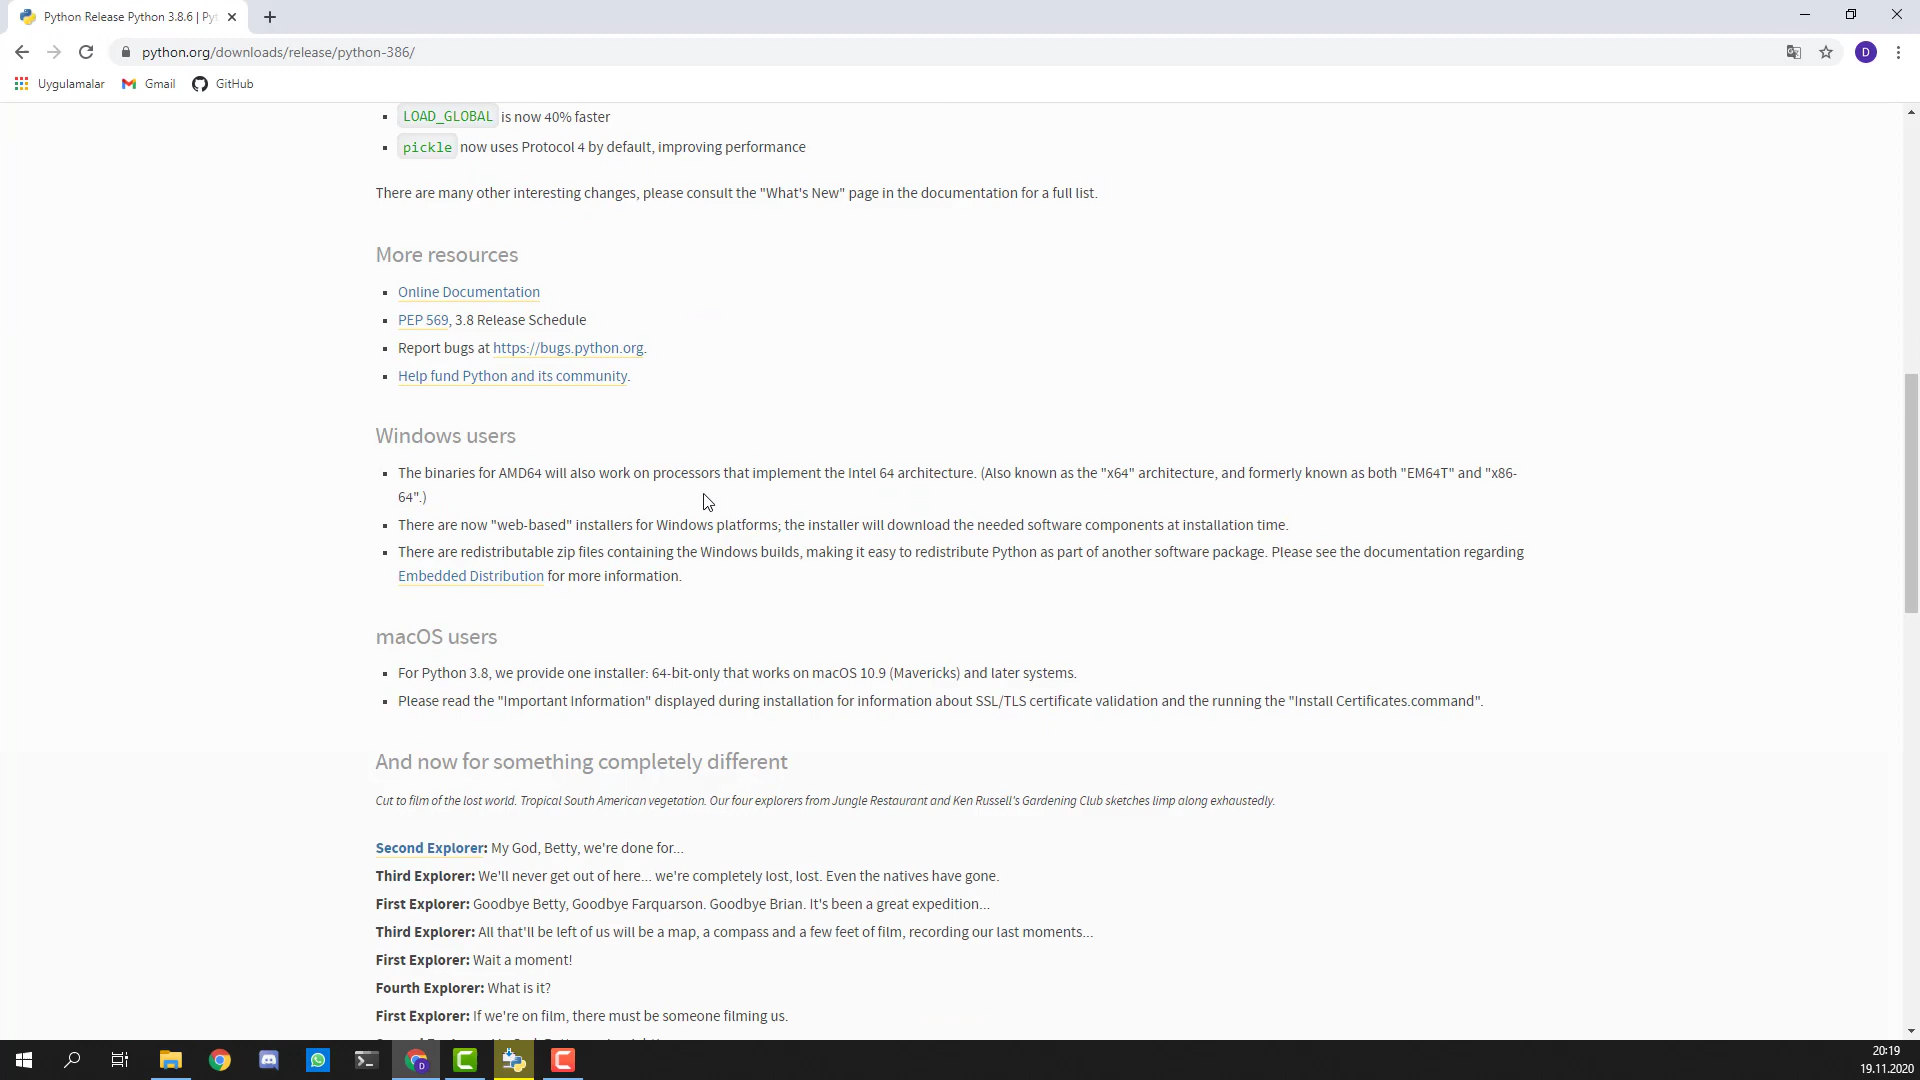 Python Release Python 3.8.6 | Py
python.org/downloads/release/python-386/
D
Uygulamalar
Gmail
GitHub
LOAD_GLOBAL is now 40% faster
pickle now uses Protocol 4 by default, improving performance
There are many other interesting changes, please consult the "What's New" page in the documentation for a full list.
More resources
Online Documentation
PEP 569, 3.8 Release Schedule
Report bugs at https://bugs.python.org.
Help fund Python and its community.
Windows users
The binaries for AMD64 will also work on processors that implement the Intel 64 architecture. (Also known as the "x64" architecture, and formerly known as both "EM64T" and "x86-
64".)
There are now "web-based" installers for Windows platforms; the installer will download the needed software components at installation time.
There are redistributable zip files containing the Windows builds, making it easy to redistribute Python as part of another software package. Please see the documentation regarding
Embedded Distribution for more information.
macOS users
For Python 3.8, we provide one installer: 64-bit-only that works on macOS 10.9 (Mavericks) and later systems.
Please read the "Important Information" displayed during installation for information about SSL/TLS certificate validation and the running the "Install Certificates.command".
And now for something completely different
Cut to film of the lost world. Tropical South American vegetation. Our four explorers from Jungle Restaurant and Ken Russell's Gardening Club sketches limp along exhaustedly.
Second Explorer: My God, Betty, we're done for...
Third Explorer: We'll never get out of here... we're completely lost, lost. Even the natives have gone.
First Explorer: Goodbye Betty, Goodbye Farquarson. Goodbye Brian. It's been a great expedition...
Third Explorer: All that'll be left of us will be a map, a compass and a few feet of film, recording our last moments...
First Explorer: Wait a moment!
Fourth Explorer: What is it?
First Explorer: If we're on film, there must be someone filming us.
20:19
19.11.2020